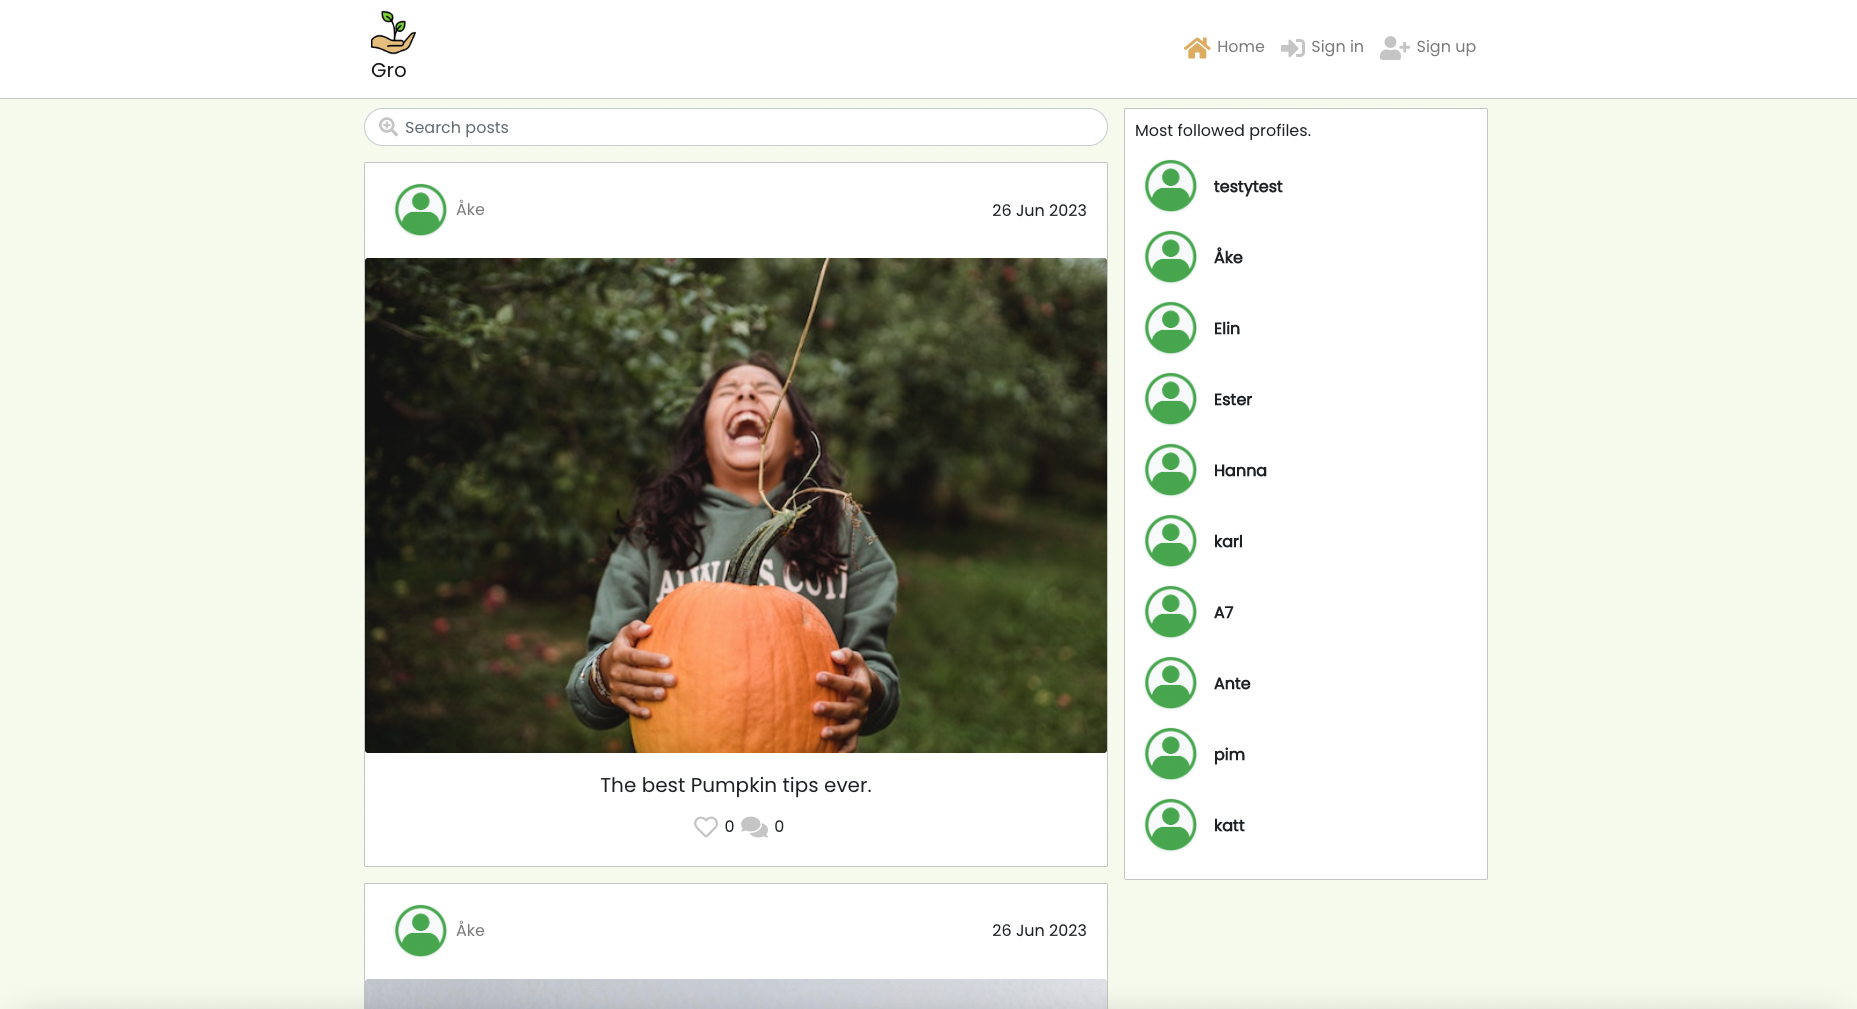 Gro
Home
Sign in
Sign up
Search posts
Åke
26 Jun 2023
ALWAYS
The best Pumpkin tips ever.
0
0
Åke
26 Jun 2023
Most followed profiles.
testytest
Åke
Elin
Ester
Hanna
karl
A7
Ante
pim
katt